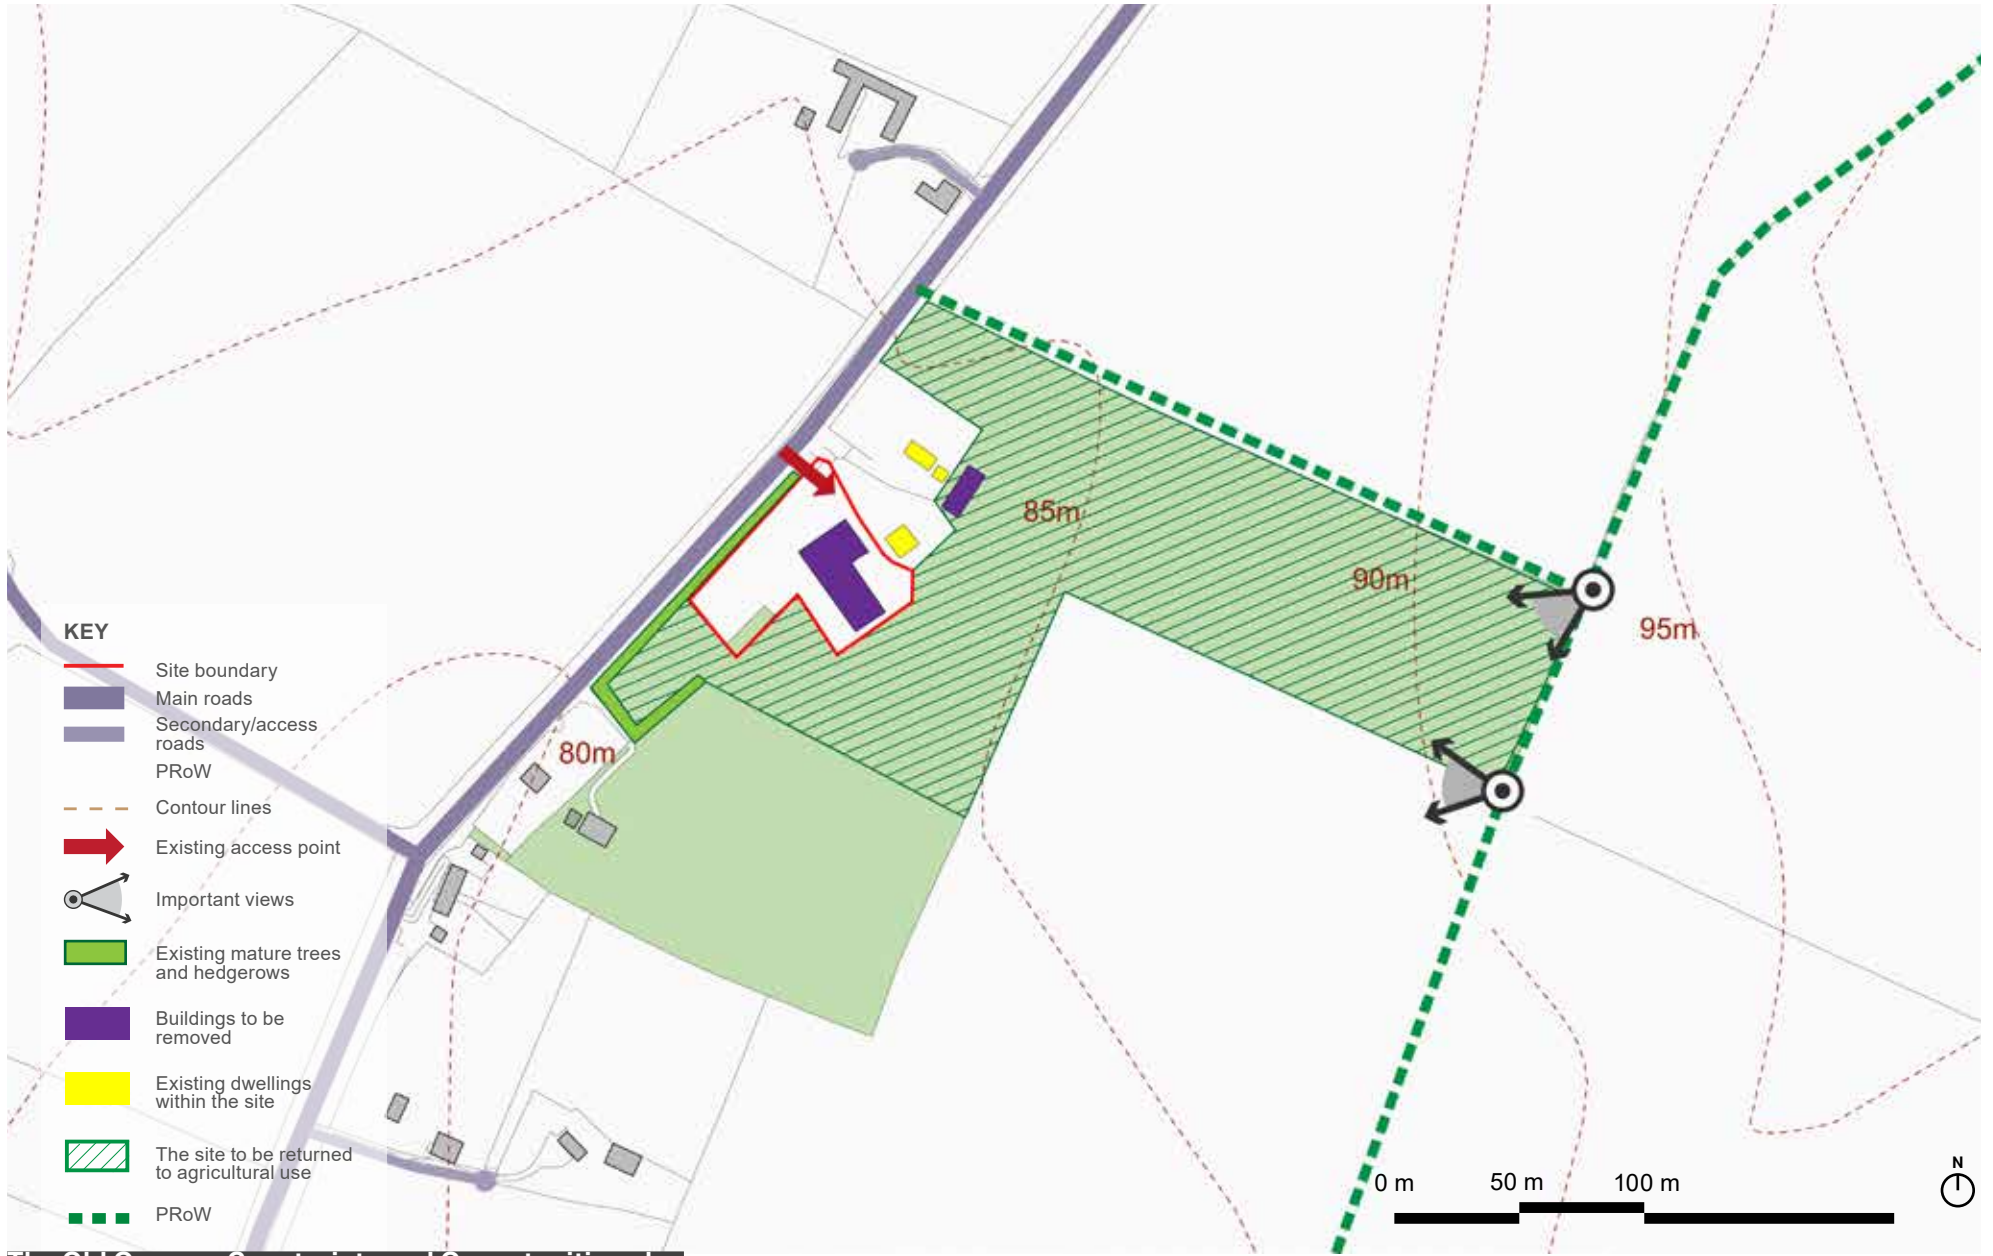 85m
90m
95m
80m
KEY
Site boundary
Main roads
Secondary/access
roads
PRoW
Contour lines
Existing access point
Important views
Existing mature trees
and hedgerows
Buildings to be
removed
Existing dwellings
within the site
The site to be returned
to agricultural use
PRoW
0 m
50 m
100 m
N